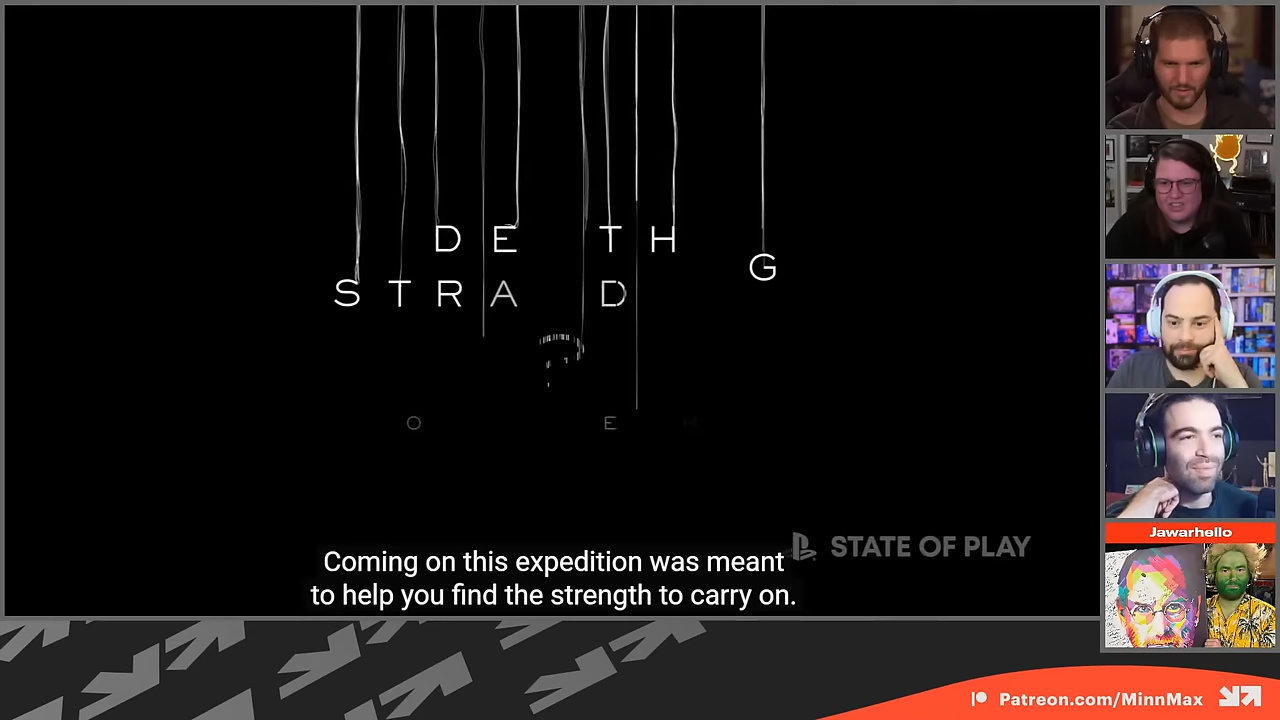 D E T H
G
S T R A D
2
O E
STATE OF PLAY
Coming on this expedition was meant
to help you find the strength to carry on.
Jawarhello
Patreon.com/MinnMax